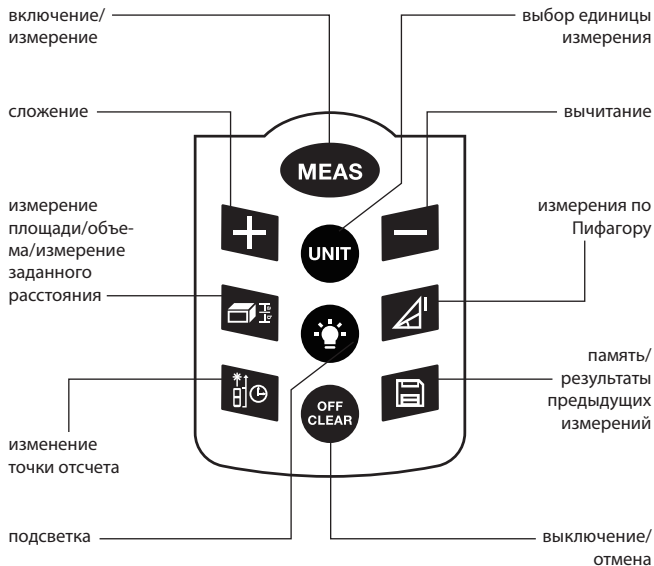 включение/
измерение
выбор единицы
измерения
сложение
вычитание
MEAS
измерение
площади/объе-
ма/измерение
заданного
расстояния
измерения по
Пифагору
UNIT
память/
результаты
предыдущих
измерений
OFF
CLEAR
изменение
точки отсчета
подсветка
выключение/
отмена